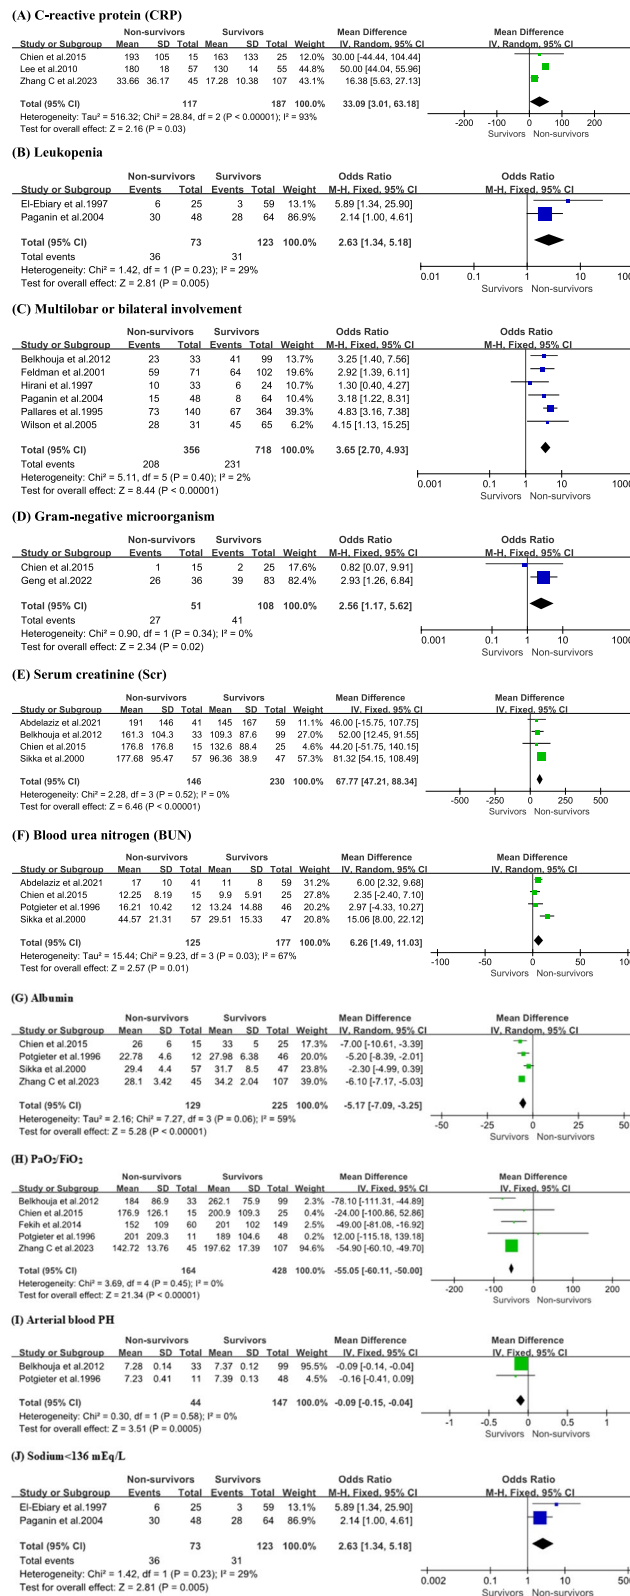 (A) C-reactive protein (CRP)
Non-survivors Survivors Mean Difference Mean Difference
Study or Subgroup Mean SD Total Mean SD Total Weight IV, Random, 95% CI IV, Random, 95% CI
Chien et al.2015 193 105 15 163 133 25 12.0% 30.00 [-44.44, 104.44]
Lee et al.2010 180 18 57 130 14 55 44.8% 50.00 [44.04, 55.96]
Zhang C et al.2023 33.66 36.17 45 17.28 10.38 107 43.1% 16.38 [5.63, 27.13]
Total (95% CI) 117 187 100.0% 33.09 [3.01, 63.18]
Heterogeneity: Tau² = 516.32; Chi² = 28.84, df = 2 (P < 0.00001); I² = 93%
Test for overall effect: Z = 2.16 (P = 0.03)
-200 -100 0 100 200
Survivors Non-survivors
(B) Leukopenia
Non-survivors Survivors Odds Ratio Odds Ratio
Study or Subgroup Events Total Events Total Weight M-H, Fixed, 95% CI M-H, Fixed, 95% CI
El-Ebiary et al.1997 6 25 3 59 13.1% 5.89 [1.34, 25.90]
Paganin et al.2004 30 48 28 64 86.9% 2.14 [1.00, 4.61]
Total (95% CI) 73 123 100.0% 2.63 [1.34, 5.18]
Total events 36 31
Heterogeneity: Chi² = 1.42, df = 1 (P = 0.23); I² = 29%
Test for overall effect: Z = 2.81 (P = 0.005)
0.01 0.1 1 10 100
Survivors Non-survivors
(C) Multilobar or bilateral involvement
Non-survivors Survivors Odds Ratio Odds Ratio
Study or Subgroup Events Total Events Total Weight M-H, Fixed, 95% CI M-H, Fixed, 95% CI
Belkhouja et al.2012 23 33 41 99 13.7% 3.25 [1.40, 7.56]
Feldman et al.2001 59 71 64 102 19.6% 2.92 [1.39, 6.11]
Hirani et al.1997 10 33 6 24 10.7% 1.30 [0.40, 4.27]
Paganin et al.2004 15 48 8 64 9.7% 3.18 [1.22, 8.31]
Pallares et al.1995 73 140 67 364 39.3% 4.83 [3.16, 7.38]
Wilson et al.2005 28 31 45 65 6.2% 4.15 [1.13, 15.25]
Total (95% CI) 356 718 100.0% 3.65 [2.70, 4.93]
Total events 208 231
Heterogeneity: Chi² = 5.11, df = 5 (P = 0.40); I² = 2%
Test for overall effect: Z = 8.44 (P < 0.00001)
0.001 0.1 1 10 1000
Survivors Non-survivors
(D) Gram-negative microorganism
Non-survivors Survivors Odds Ratio Odds Ratio
Study or Subgroup Events Total Events Total Weight M-H, Fixed, 95% CI M-H, Fixed, 95% CI
Chien et al.2015 1 15 2 25 17.6% 0.82 [0.07, 9.91]
Geng et al.2022 26 36 39 83 82.4% 2.93 [1.26, 6.84]
Total (95% CI) 51 108 100.0% 2.56 [1.17, 5.62]
Total events 27 41
Heterogeneity: Chi² = 0.90, df = 1 (P = 0.34); I² = 0%
Test for overall effect: Z = 2.34 (P = 0.02)
0.001 0.1 1 10
Survivors Non-survivors
(E) Serum creatinine (Scr)
Non-survivors Survivors Mean Difference Mean Difference
Study or Subgroup Mean SD Total Mean SD Total Weight IV, Fixed, 95% CI IV, Fixed, 95% CI
Abdelaziz et al.2021 191 146 41 145 167 59 11.1% 46.00 [-15.75, 107.75]
Belkhouja et al.2012 161.3 104.3 33 109.3 87.6 99 27.0% 52.00 [12.45, 91.55]
Chien et al.2015 176.8 176.8 15 132.6 88.4 25 4.6% 44.20 [-51.75, 140.15]
Sikka et al.2000 177.68 95.47 57 96.36 38.9 47 57.3% 81.32 [54.15, 108.49]
Total (95% CI) 146 230 100.0% 67.77 [47.21, 88.34]
Heterogeneity: Chi² = 2.28, df = 3 (P = 0.52); I² = 0%
Test for overall effect: Z = 6.46 (P < 0.00001)
-500 -250 0 250 500
Survivors Non-survivors
(F) Blood urea nitrogen (BUN)
Non-survivors Survivors Mean Difference Mean Difference
Study or Subgroup Mean SD Total Mean SD Total Weight IV, Random, 95% CI IV, Random, 95% CI
Abdelaziz et al.2021 17 10 41 11 8 59 31.2% 6.00 [2.32, 9.68]
Chien et al.2015 12.25 8.19 15 9.9 5.91 25 27.8% 2.35 [-2.40, 7.10]
Potgieter et al.1996 16.21 10.42 12 13.24 14.88 46 20.2% 2.97 [-4.33, 10.27]
Sikka et al.2000 44.57 21.31 57 29.51 15.33 47 20.8% 15.06 [8.00, 22.12]
Total (95% CI) 125 177 100.0% 6.26 [1.49, 11.03]
Heterogeneity: Tau² = 15.44; Chi² = 9.23, df = 3 (P = 0.03); I² = 67%
Test for overall effect: Z = 2.57 (P = 0.01)
-100 -50 0 50 100
Survivors Non-survivors
(G) Albumin
Non-survivors Survivors Mean Difference Mean Difference
Study or Subgroup Mean SD Total Mean SD Total Weight IV, Random, 95% CI IV, Random, 95% CI
Chien et al.2015 26 6 15 33 5 25 17.3% -7.00 [-10.61, -3.39]
Potgieter et al.1996 22.78 4.6 12 27.98 6.38 46 20.0% -5.20 [-8.39, -2.01]
Sikka et al.2000 29.4 4.4 57 31.7 8.5 47 23.8% -2.30 [-4.99, 0.39]
Zhang C et al.2023 28.1 3.42 45 34.2 2.04 107 39.0% -6.10 [-7.17, -5.03]
Total (95% CI) 129 225 100.0% -5.17 [-7.09, -3.25]
Heterogeneity: Tau² = 2.16; Chi² = 7.27, df = 3 (P = 0.06); I² = 59%
Test for overall effect: Z = 5.28 (P < 0.00001)
-50 -25 0 25 50
Survivors Non-survivors
(H) PaO₂/FiO₂
Non-survivors Survivors Mean Difference Mean Difference
Study or Subgroup Mean SD Total Mean SD Total Weight IV, Fixed, 95% CI IV, Fixed, 95% CI
Belkhouja et al.2012 184 86.9 33 262.1 75.9 99 2.3% -78.10 [-111.31, -44.89]
Chien et al.2015 176.9 126.1 15 200.9 109.3 25 0.4% -24.00 [-100.86, 52.86]
Fekih et al.2014 152 109 60 201 102 149 2.5% -49.00 [-81.08, -16.92]
Potgieter et al.1996 201 209.3 11 189 104.6 48 0.2% 12.00 [-115.18, 139.18]
Zhang C et al.2023 142.72 13.76 45 197.62 17.39 107 94.6% -54.90 [-60.10, -49.70]
Total (95% CI) 164 428 100.0% -55.05 [-60.11, -50.00]
Heterogeneity: Chi² = 3.69, df = 4 (P = 0.45); I² = 0%
Test for overall effect: Z = 21.34 (P < 0.00001)
-200 -100 0 100 200
Survivors Non-survivors
(I) Arterial blood PH
Non-survivors Survivors Mean Difference Mean Difference
Study or Subgroup Mean SD Total Mean SD Total Weight IV, Fixed, 95% CI IV, Fixed, 95% CI
Belkhouja et al.2012 7.28 0.14 33 7.37 0.12 99 95.5% -0.09 [-0.14, -0.04]
Potgieter et al.1996 7.23 0.41 11 7.39 0.13 48 4.5% -0.16 [-0.41, 0.09]
Total (95% CI) 44 147 100.0% -0.09 [-0.15, -0.04]
Heterogeneity: Chi² = 0.30, df = 1 (P = 0.58); I² = 0%
Test for overall effect: Z = 3.51 (P = 0.0005)
-1 -0.5 0 0.5 1
Survivors Non-survivors
(J) Sodium<136 mEq/L
Non-survivors Survivors Odds Ratio Odds Ratio
Study or Subgroup Events Total Events Total Weight M-H, Fixed, 95% CI M-H, Fixed, 95% CI
El-Ebiary et al.1997 6 25 3 59 13.1% 5.89 [1.34, 25.90]
Paganin et al.2004 30 48 28 64 86.9% 2.14 [1.00, 4.61]
Total (95% CI) 73 123 100.0% 2.63 [1.34, 5.18]
Total events 36 31
Heterogeneity: Chi² = 1.42, df = 1 (P = 0.23); I² = 29%
Test for overall effect: Z = 2.81 (P = 0.005)
0.002 0.1 1 10
Survivors Non-survivors